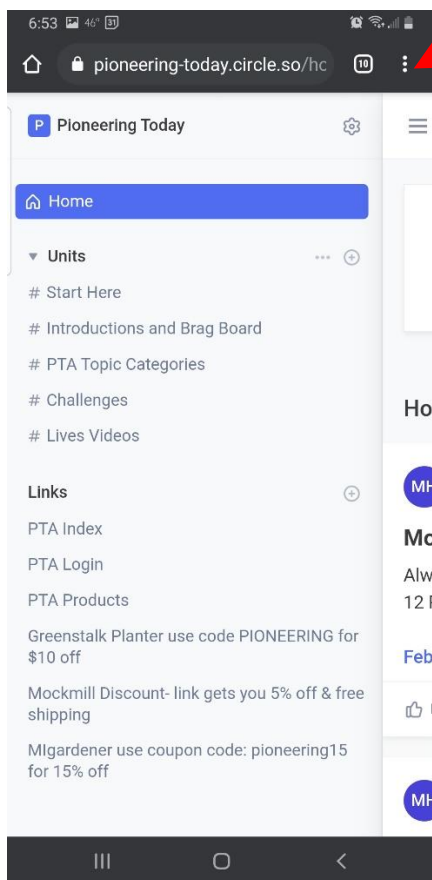 6:53 46° 31
pioneering-today.circle.so/hc 10
P Pioneering Today
Home
Units
# Start Here
# Introductions and Brag Board
# PTA Topic Categories
# Challenges
# Lives Videos
Links
PTA Index
PTA Login
PTA Products
Greenstalk Planter use code PIONEERING for
$10 off
Mockmill Discount- link gets you 5% off & free
shipping
MIgardener use coupon code: pioneering15
for 15% off
Ho
MH
Mo
Alw
12 F
Feb
MH